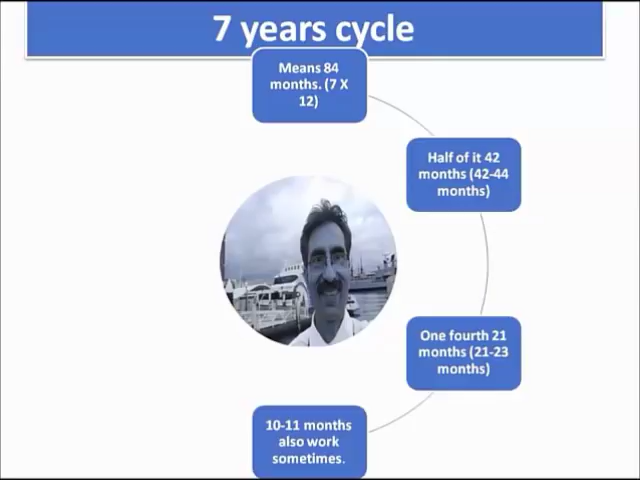 7 years cycle
Means 84
months. (7 X
12)
Half of it 42
months (42-44
months)
One fourth 21
months (21-23
months)
10-11 months
also work
sometimes.